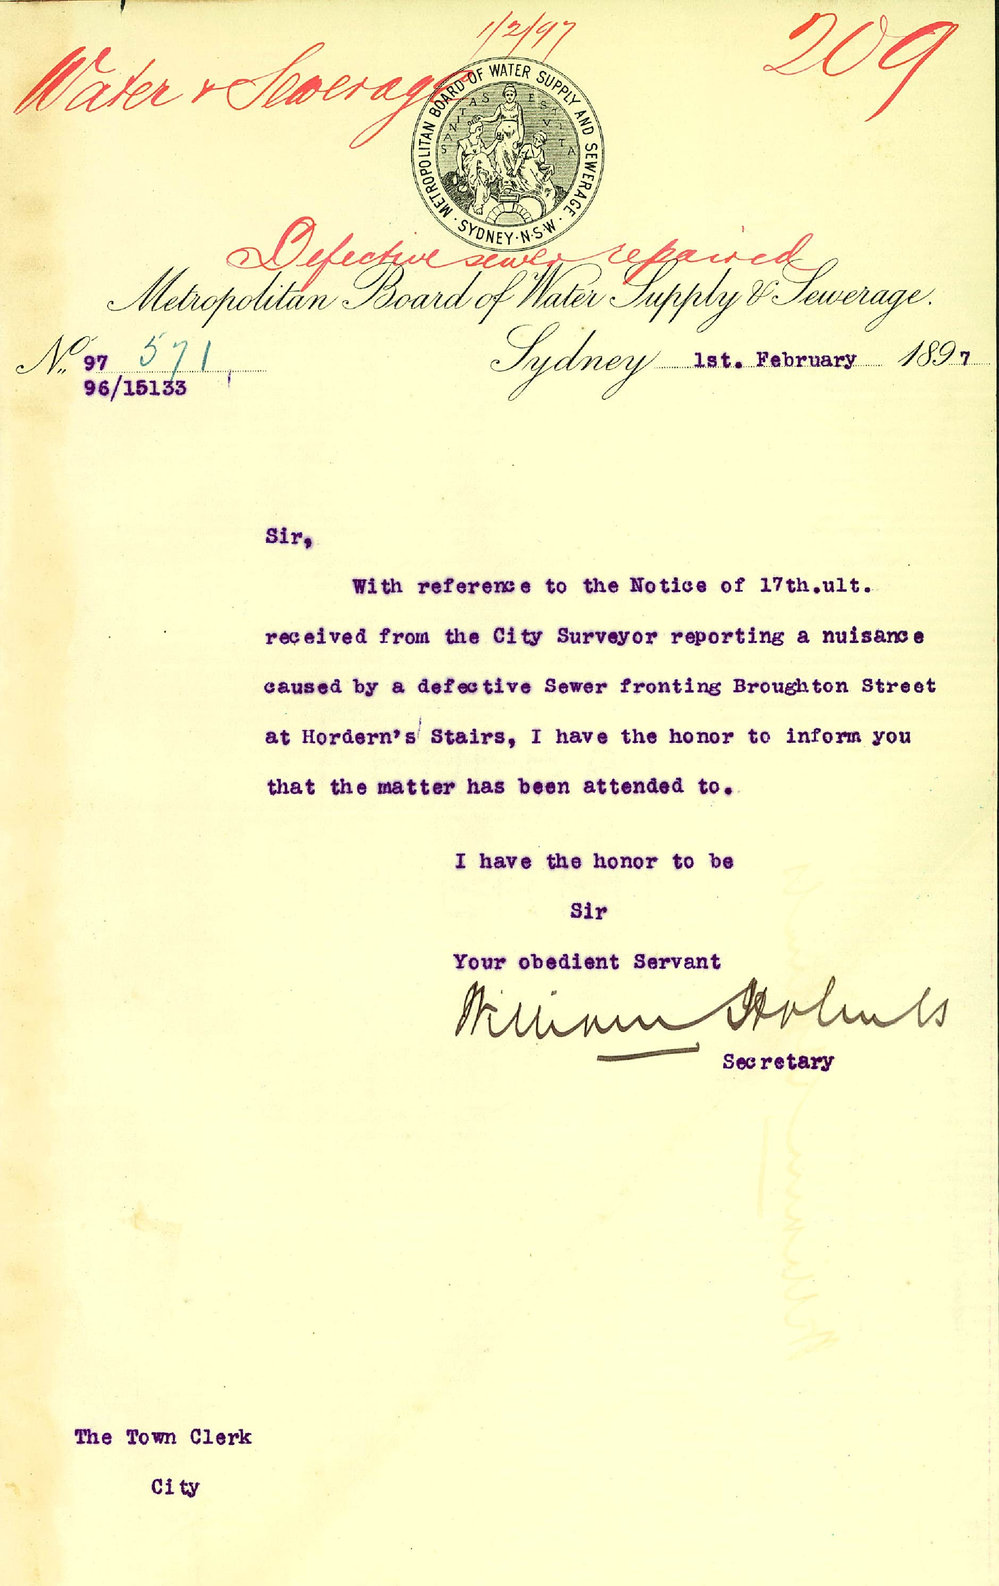 1/2/97
209
Water & Sewerage
METROPOLITAN BOARD OF WATER SUPPLY AND SEWERAGE · SYDNEY · N·S·W ·
SANITAS EST VITA
Defective sewer repaired
Metropolitan Board of Water Supply & Sewerage.
No. 97 571 Sydney 1st. February 1897
96/15133
Sir,
With reference to the Notice of 17th.ult.
received from the City Surveyor reporting a nuisance
caused by a defective Sewer fronting Broughton Street
at Hordern's Stairs, I have the honor to inform you
that the matter has been attended to.
I have the honor to be
Sir
Your obedient Servant
William Holmes
Secretary
The Town Clerk
City